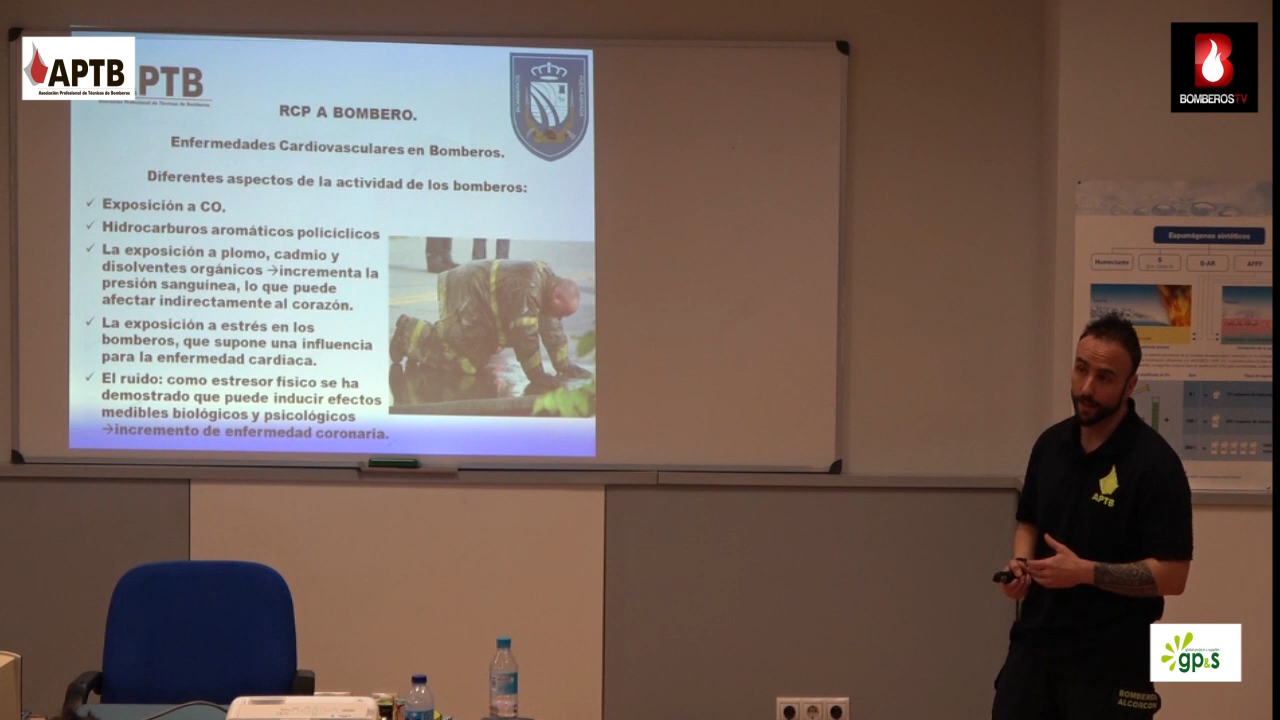 APTB
Asociación Profesional de Técnicos de Bomberos
PTB
RCP A BOMBERO.
Enfermedades Cardiovasculares en Bomberos.
Diferentes aspectos de la actividad de los bomberos:
✓ Exposición a CO.
✓ Hidrocarburos aromáticos policíclicos
✓ La exposición a plomo, cadmio y
disolventes orgánicos →incrementa la
presión sanguínea, lo que puede
afectar indirectamente al corazón.
✓ La exposición a estrés en los
bomberos, que supone una influencia
para la enfermedad cardiaca.
✓ El ruido: como estresor físico se ha
demostrado que puede inducir efectos
medibles biológicos y psicológicos
→incremento de enfermedad coronaria.
BOMBEROSTV
Espumógenos sintéticos
Humectante
S
S-AR
AFFF
APTB
BOMBEROS
ALCORCON
gp&s